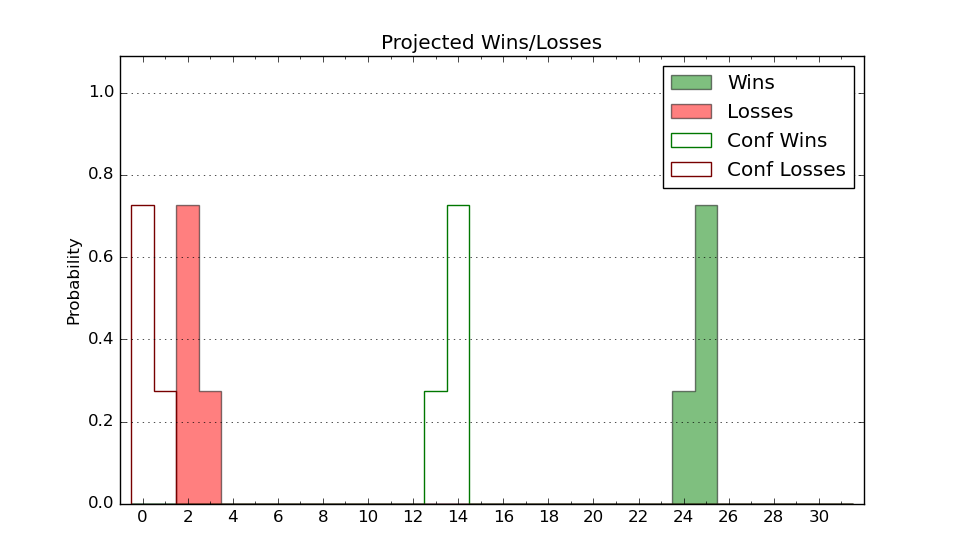 Projected Wins/Losses
Wins
Losses
Conf Wins
Conf Losses
Probability
1.0
0.8
0.6
0.4
0.2
0.0
0 2 4 6 8 10 12 14 16 18 20 22 24 26 28 30